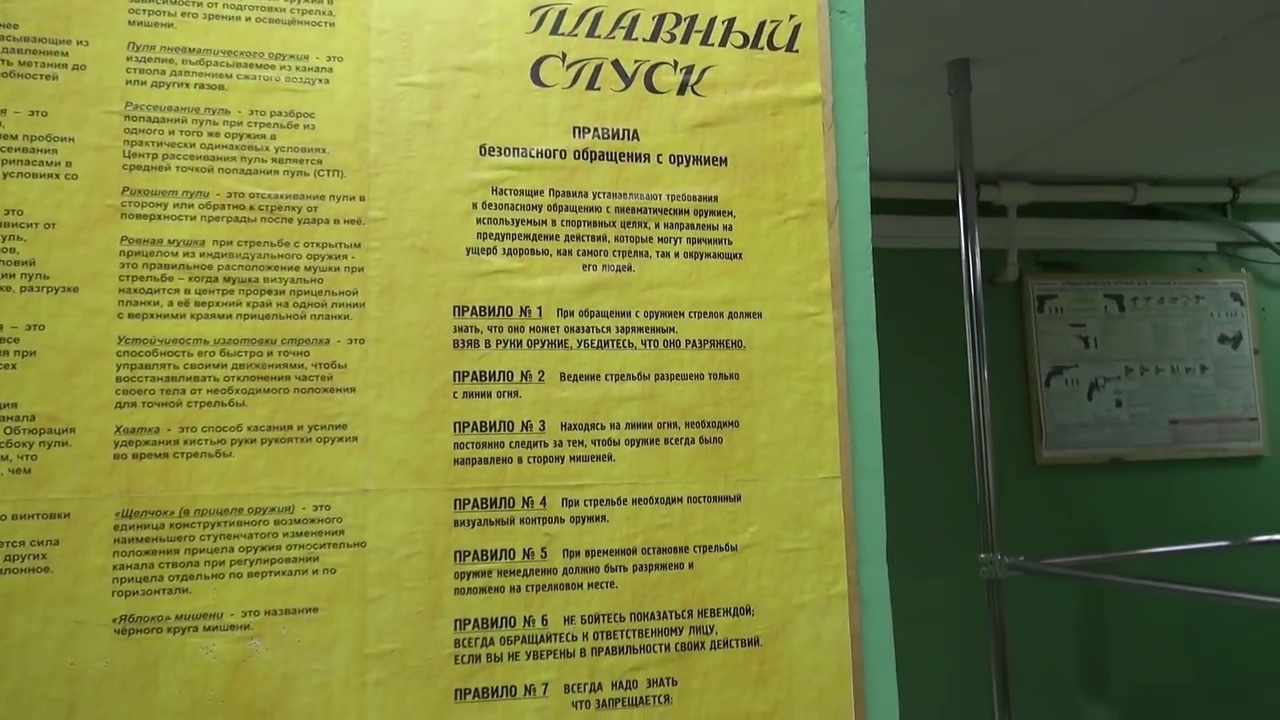 нее
асывающие из
давлением
ть метания до
обностей
я – это
ем пробоин
сеивания
рипасами в
условиях со
это
ависит от
уль,
ров,
ловий
ции пуль
ке, разгрузке
я – это
все
ия при
сех
ция
анала
Обтюрация
сбоку пули.
м, что
, чем
о винтовки
ется сила
других
лонное.
зависимости от подготовки стрелка,
остроты его зрения и освещённости
мишени.
Пуля пневматического оружия - это
изделие, выбрасываемое из канала
ствола давлением сжатого воздуха
или других газов.
Рассеивание пуль - это разброс
попаданий пуль при стрельбе из
одного и того же оружия в
практически одинаковых условиях.
Центр рассеивания пуль является
средней точкой попадания пуль (СТП).
Рикошет пули - это отскакивание пули в
сторону или обратно к стрелку от
поверхности преграды после удара в неё.
Ровная мушка при стрельбе с открытым
прицелом из индивидуального оружия -
это правильное расположение мушки при
стрельбе – когда мушка визуально
находится в центре прорези прицельной
планки, а её верхний край на одной линии
с верхними краями прицельной планки.
Устойчивость изготовки стрелка - это
способность его быстро и точно
управлять своими движениями, чтобы
восстанавливать отклонения частей
своего тела от необходимого положения
для точной стрельбы.
Хватка - это способ касания и усилие
удержания кистью руки рукоятки оружия
во время стрельбы.
«Щелчок» (в прицеле оружия) - это
единица конструктивного возможного
наименьшего ступенчатого изменения
положения прицела оружия относительно
канала ствола при регулировании
прицела отдельно по вертикали и по
горизонтали.
«Яблоко» мишени - это название
чёрного круга мишени.
ПЛАВНЫЙ
СПУСК
ПРАВИЛА
безопасного обращения с оружием
Настоящие Правила устанавливают требования
к безопасному обращению с пневматическим оружием,
используемым в спортивных целях, и направлены на
предупреждение действий, которые могут причинить
ущерб здоровью, как самого стрелка, так и окружающих
его людей.
ПРАВИЛО № 1 При обращении с оружием стрелок должен
знать, что оно может оказаться заряженным.
ВЗЯВ В РУКИ ОРУЖИЕ, УБЕДИТЕСЬ, ЧТО ОНО РАЗРЯЖЕНО.
ПРАВИЛО № 2 Ведение стрельбы разрешено только
с линии огня.
ПРАВИЛО № 3 Находясь на линии огня, необходимо
постоянно следить за тем, чтобы оружие всегда было
направлено в сторону мишеней.
ПРАВИЛО № 4 При стрельбе необходим постоянный
визуальный контроль оружия.
ПРАВИЛО № 5 При временной остановке стрельбы
оружие немедленно должно быть разряжено и
положено на стрелковом месте.
ПРАВИЛО № 6 НЕ БОЙТЕСЬ ПОКАЗАТЬСЯ НЕВЕЖДОЙ;
ВСЕГДА ОБРАЩАЙТЕСЬ К ОТВЕТСТВЕННОМУ ЛИЦУ,
ЕСЛИ ВЫ НЕ УВЕРЕНЫ В ПРАВИЛЬНОСТИ СВОИХ ДЕЙСТВИЙ.
ПРАВИЛО № 7 ВСЕГДА НАДО ЗНАТЬ
ЧТО ЗАПРЕЩАЕТСЯ: